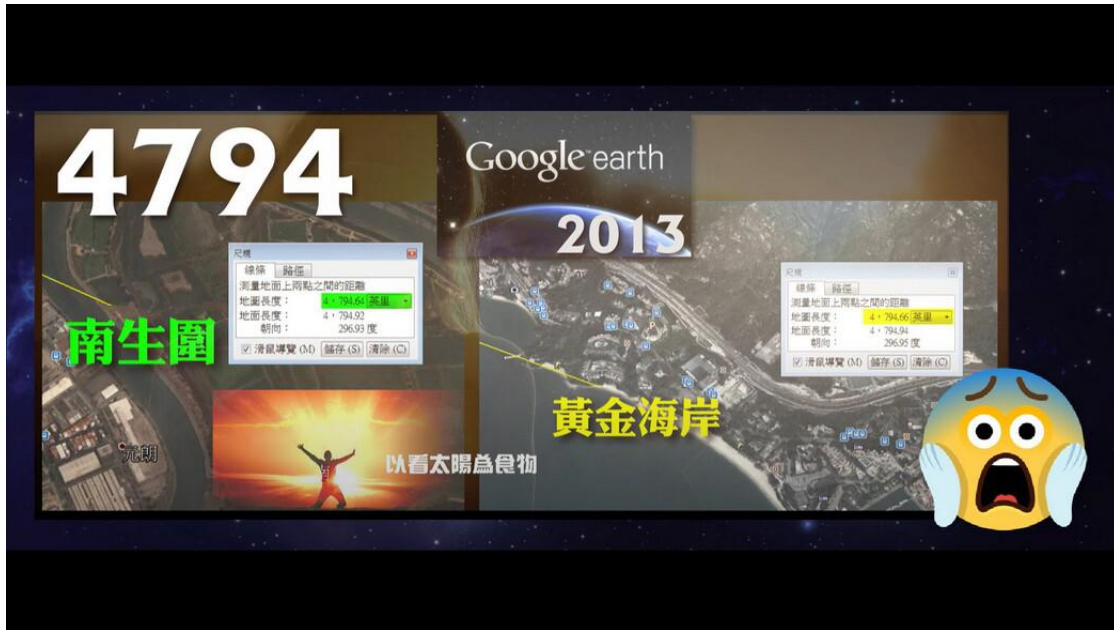 4794
Google earth
2013
尺規
線條 路徑
測量地面上兩點之間的距離
地圖長度： 4，794.64 英里
地面長度： 4，794.92
朝向： 296.93 度
滑鼠導覽 (M) 儲存 (S) 清除 (C)
南生圍
元朗
以看太陽為食物
尺規
線條 路徑
測量地面上兩點之間的距離
地圖長度： 4，794.66 英里
地面長度： 4，794.94
朝向： 296.95 度
滑鼠導覽 (M) 儲存 (S) 清除 (C)
黃金海岸